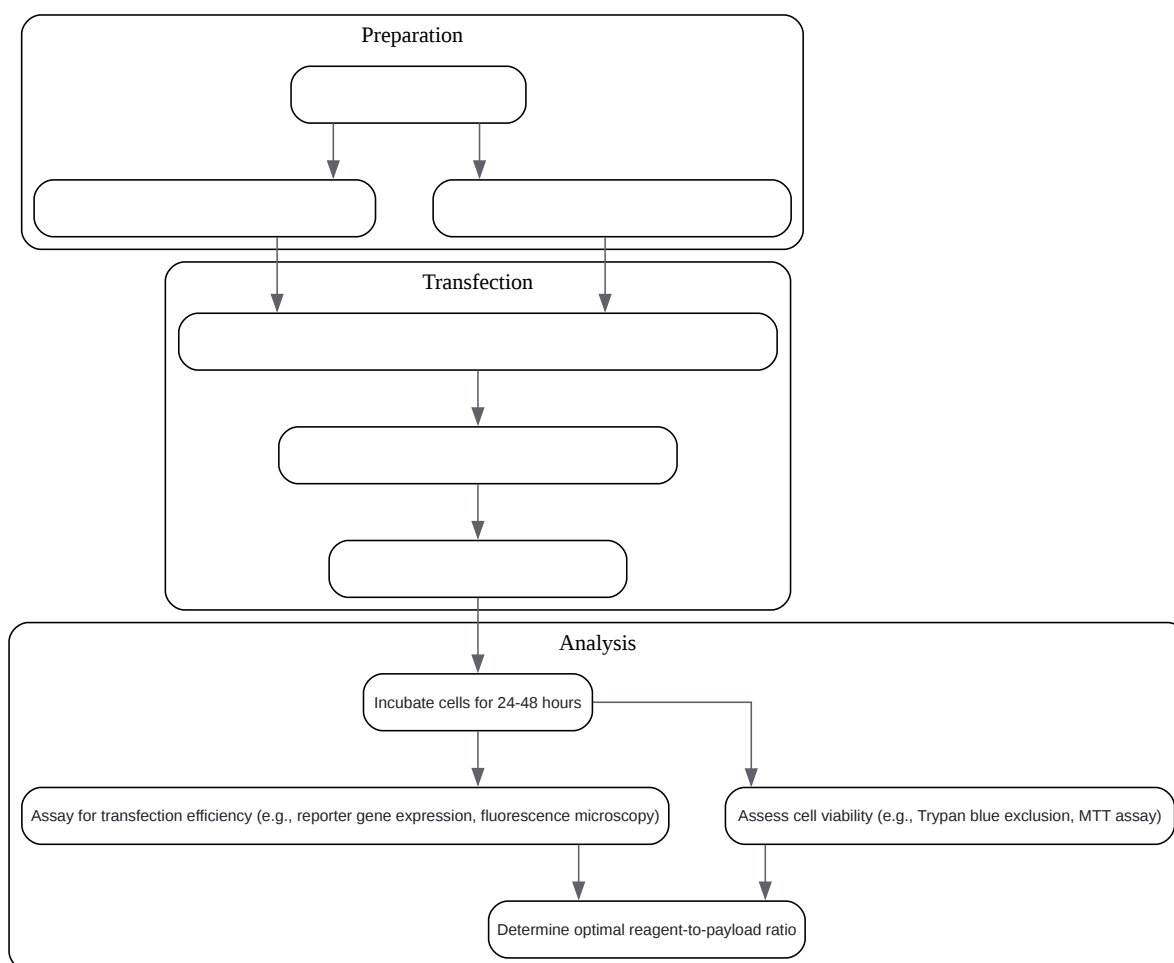 Preparation
Transfection
Analysis
Incubate cells for 24-48 hours
Assay for transfection efficiency (e.g., reporter gene expression, fluorescence microscopy)
Assess cell viability (e.g., Trypan blue exclusion, MTT assay)
Determine optimal reagent-to-payload ratio